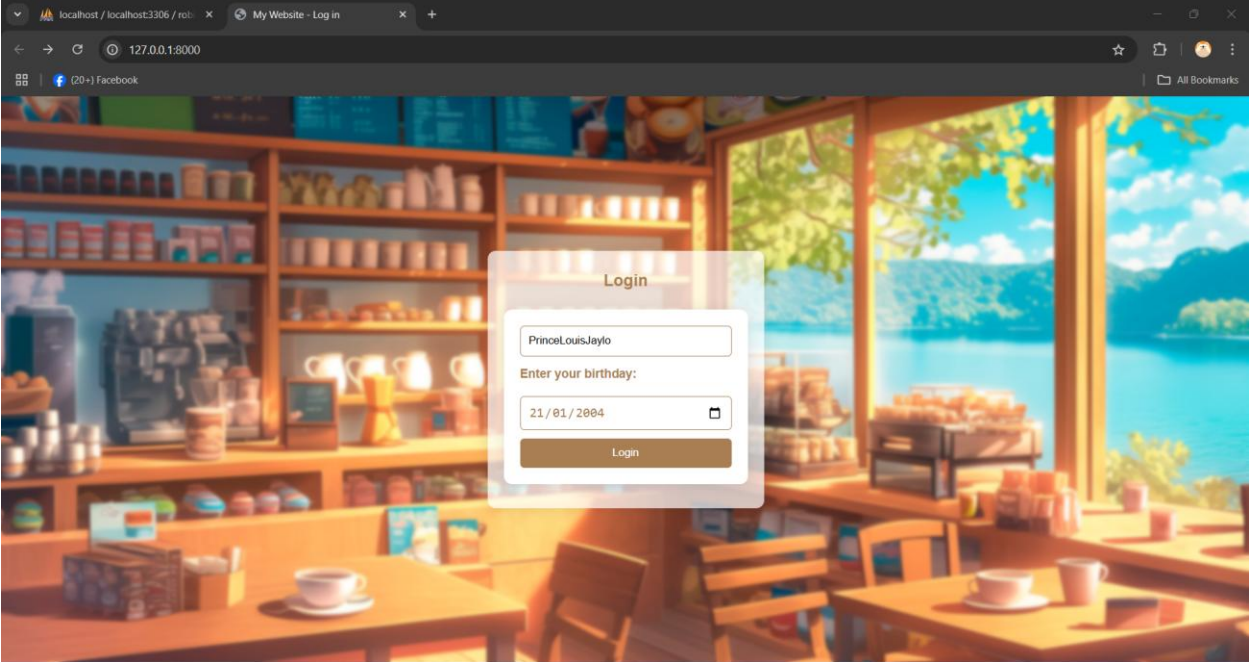 localhost / localhost:3306 / rob
My Website - Log in
127.0.0.1:8000
(20+) Facebook
All Bookmarks
Login
PrinceLouisJaylo
Enter your birthday:
21/01/2004
Login